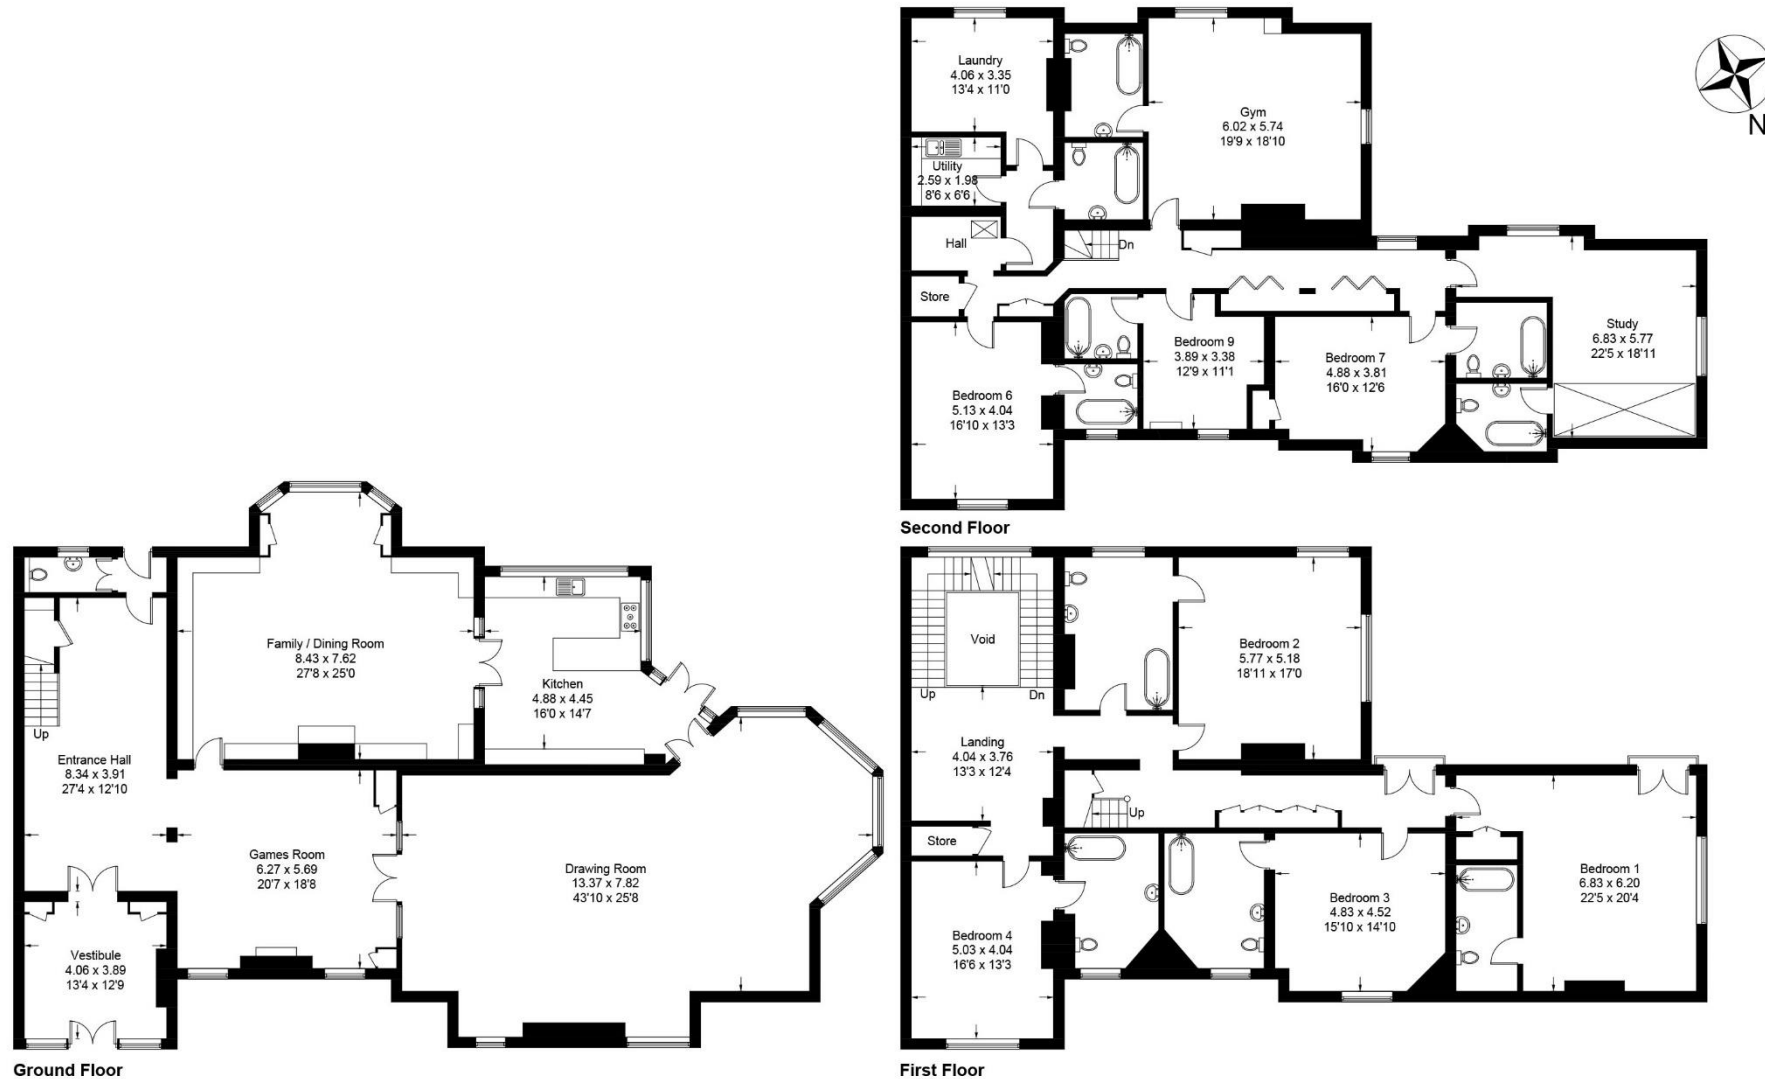 Laundry
4.06 x 3.35
13'4 x 11'0
Gym
6.02 x 5.74
19'9 x 18'10
N
Utility
2.59 x 1.98
8'6 x 6'6
Hall
Dn
Store
Study
6.83 x 5.77
22'5 x 18'11
Bedroom 9
3.89 x 3.38
12'9 x 11'1
Bedroom 7
4.88 x 3.81
16'0 x 12'6
Bedroom 6
5.13 x 4.04
16'10 x 13'3
Second Floor
Family / Dining Room
8.43 x 7.62
27'8 x 25'0
Kitchen
4.88 x 4.45
16'0 x 14'7
Up
Entrance Hall
8.34 x 3.91
27'4 x 12'10
Games Room
6.27 x 5.69
20'7 x 18'8
Drawing Room
13.37 x 7.82
43'10 x 25'8
Vestibule
4.06 x 3.89
13'4 x 12'9
Ground Floor
Void
Bedroom 2
5.77 x 5.18
18'11 x 17'0
Up
Dn
Landing
4.04 x 3.76
13'3 x 12'4
Up
Store
Bedroom 1
6.83 x 6.20
22'5 x 20'4
Bedroom 3
4.83 x 4.52
15'10 x 14'10
Bedroom 4
5.03 x 4.04
16'6 x 13'3
First Floor